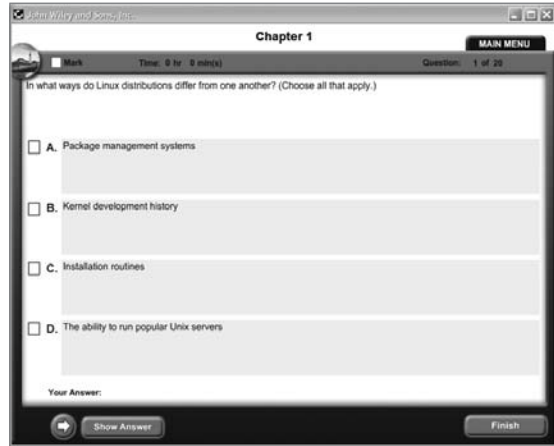 John Wiley and Sons, Inc.
Chapter 1
MAIN MENU
Mark Time: 0 hr 0 min(s) Question: 1 of 20
In what ways do Linux distributions differ from one another? (Choose all that apply.)
A. Package management systems
B. Kernel development history
C. Installation routines
D. The ability to run popular Unix servers
Your Answer:
Show Answer
Finish